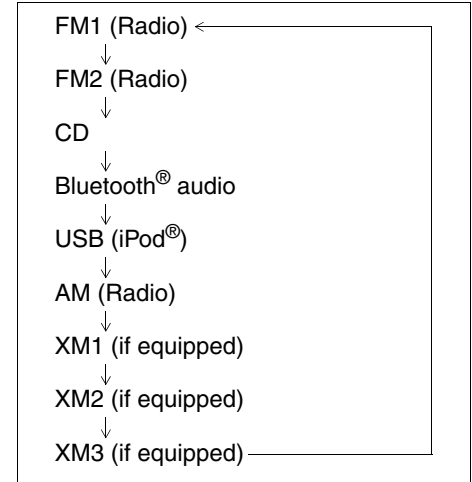 FM1 (Radio)
FM2 (Radio)
CD
Bluetooth® audio
USB (iPod®)
AM (Radio)
XM1 (if equipped)
XM2 (if equipped)
XM3 (if equipped)